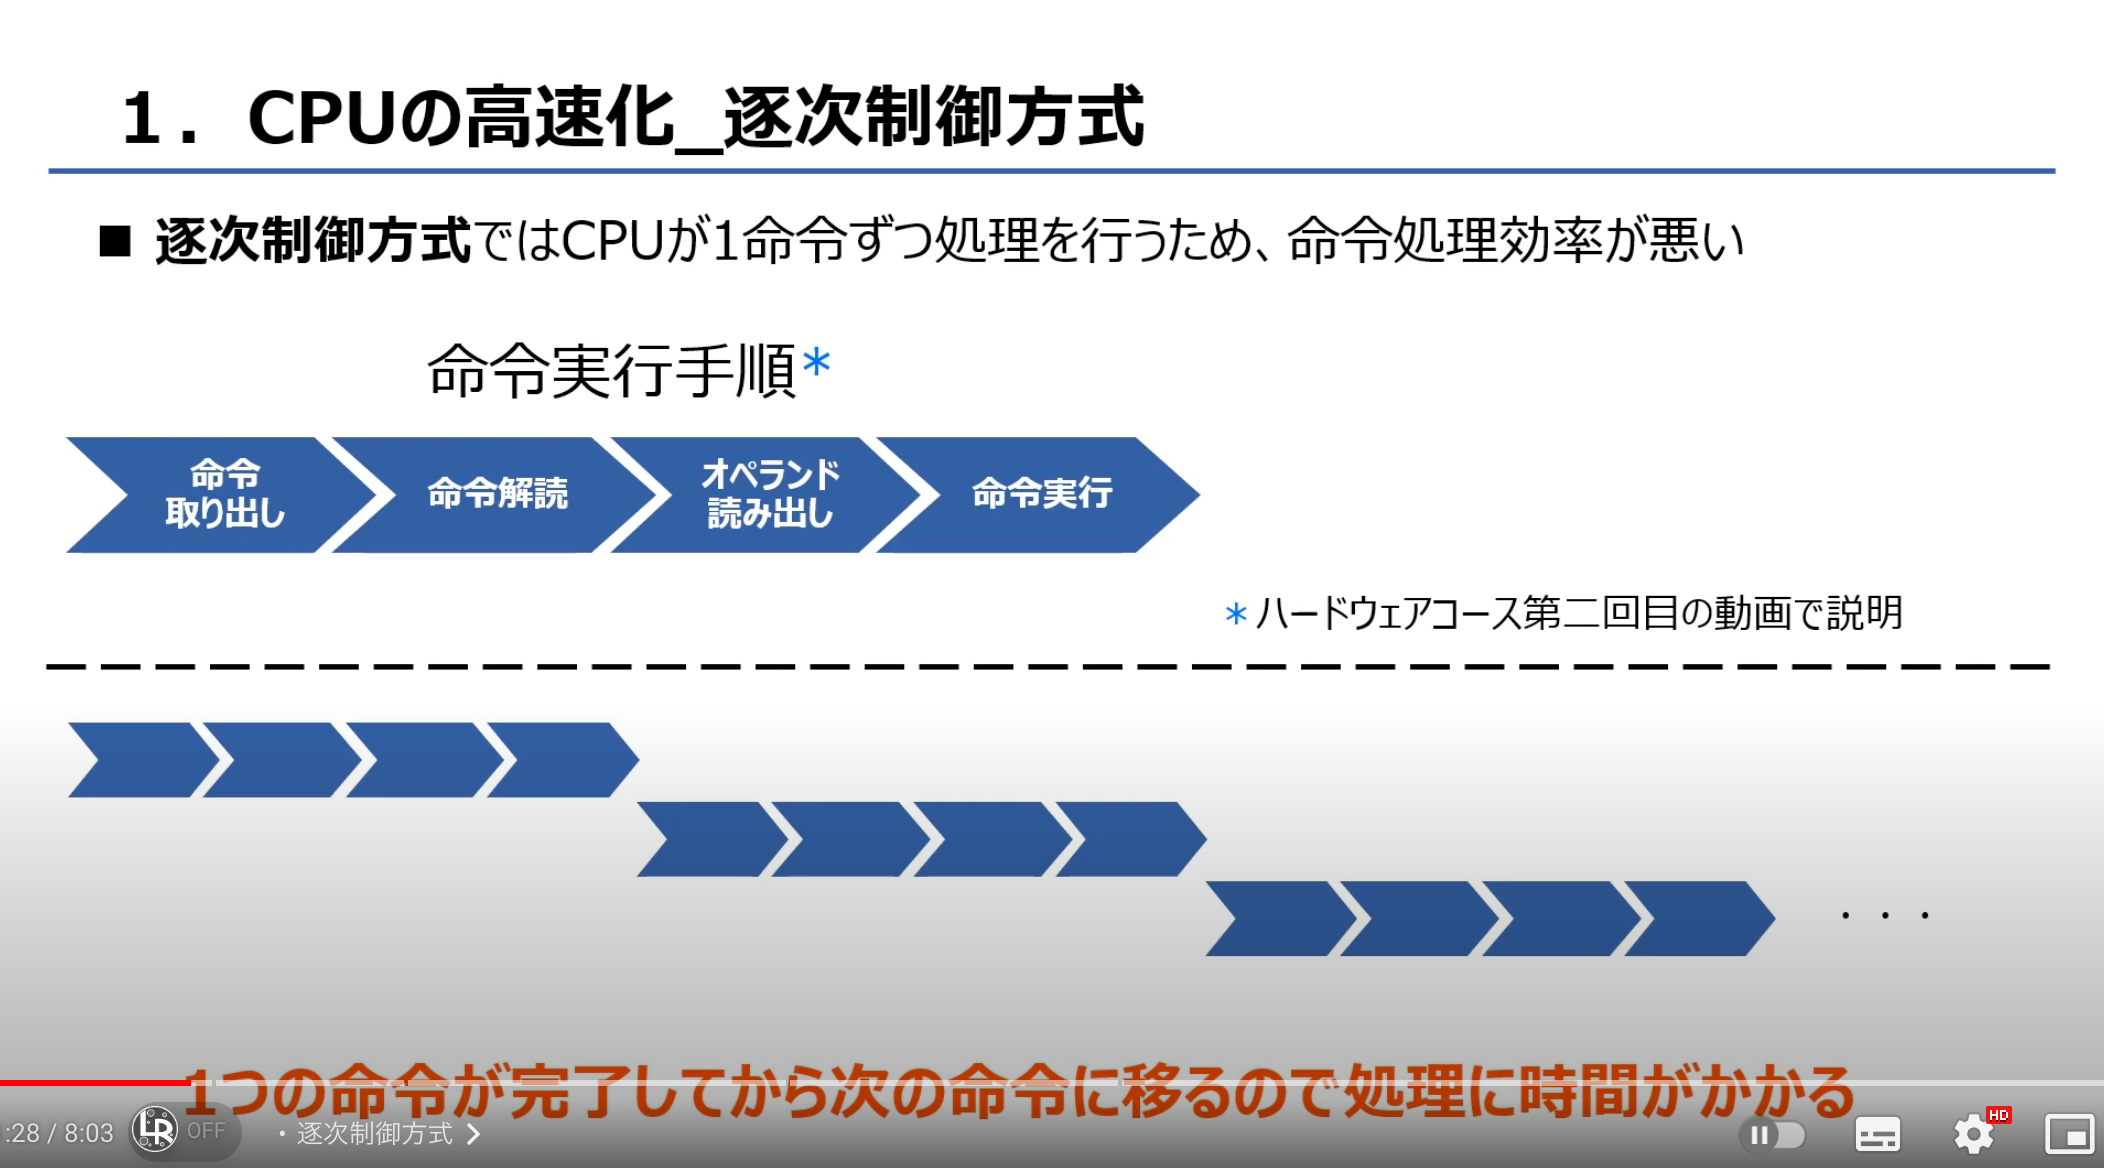 1．CPUの高速化_逐次制御方式
■ 逐次制御方式ではCPUが1命令ずつ処理を行うため、命令処理効率が悪い
命令実行手順*
命令
取り出し
命令解読
オペランド
読み出し
命令実行
*ハードウェアコース第二回目の動画で説明
・・・
1つの命令が完了してから次の命令に移るので処理に時間がかかる
:28 / 8:03
LR
OFF
・逐次制御方式
HD